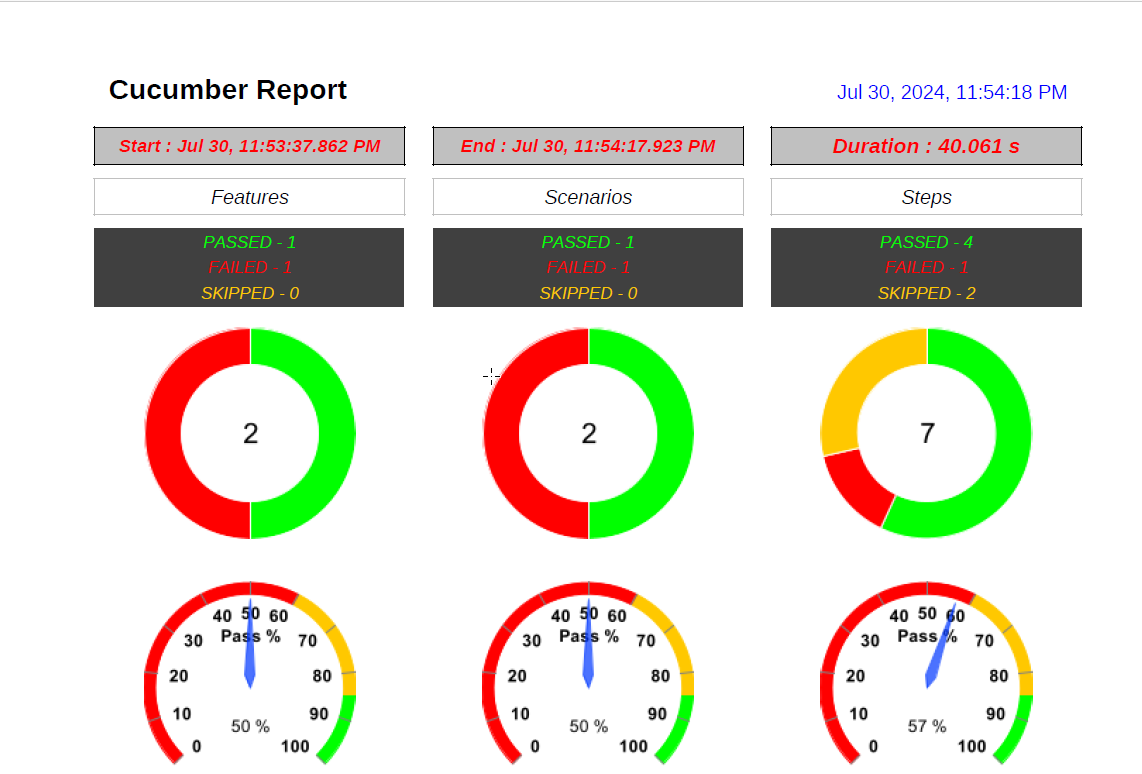 Cucumber Report
Jul 30, 2024, 11:54:18 PM
Start : Jul 30, 11:53:37.862 PM
End : Jul 30, 11:54:17.923 PM
Duration : 40.061 s
Features
Scenarios
Steps
PASSED - 1
FAILED - 1
SKIPPED - 0
PASSED - 1
FAILED - 1
SKIPPED - 0
PASSED - 4
FAILED - 1
SKIPPED - 2
2
2
7
40 50 60
Pass %
30 70
20 80
10 90
50 %
0 100
40 50 60
Pass %
30 70
20 80
10 90
50 %
0 100
40 50 60
Pass %
30 70
20 80
10 90
57 %
0 100